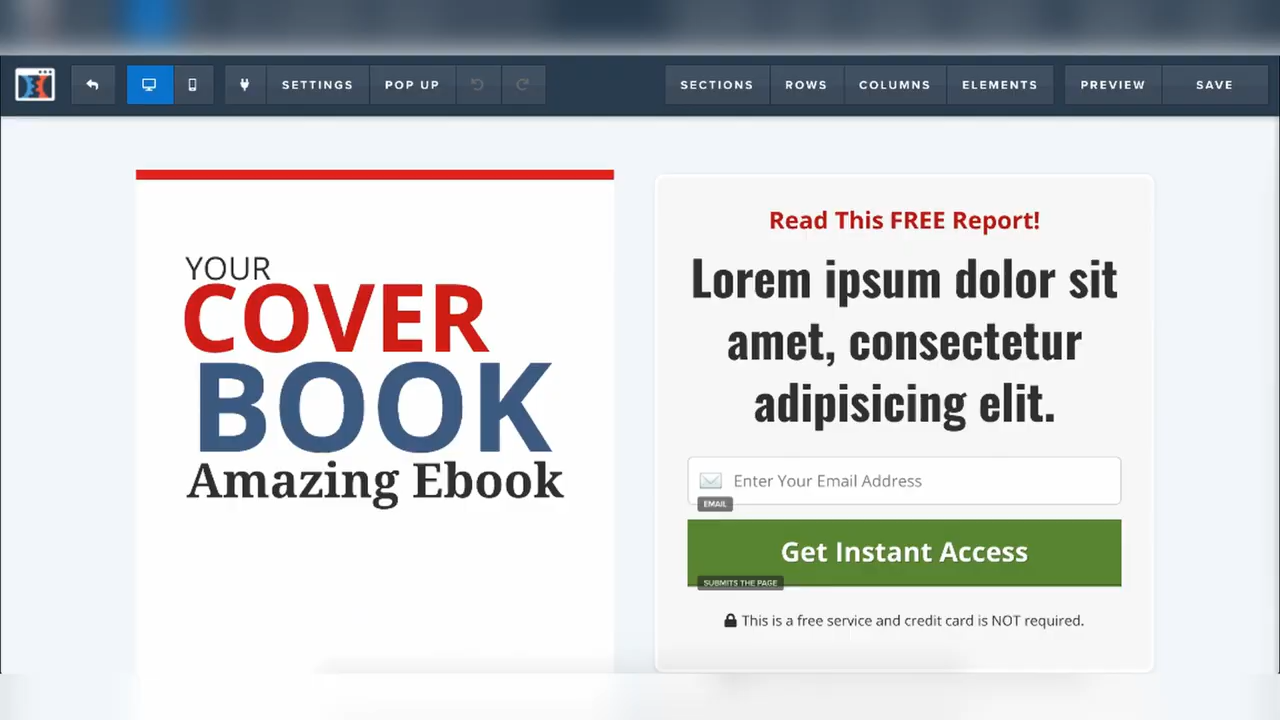 SETTINGS POP UP SECTIONS ROWS COLUMNS ELEMENTS PREVIEW SAVE
YOUR
COVER
BOOK
Amazing Ebook
Read This FREE Report!
Lorem ipsum dolor sit
amet, consectetur
adipisicing elit.
Enter Your Email Address
EMAIL
Get Instant Access
SUBMITS THE PAGE
This is a free service and credit card is NOT required.